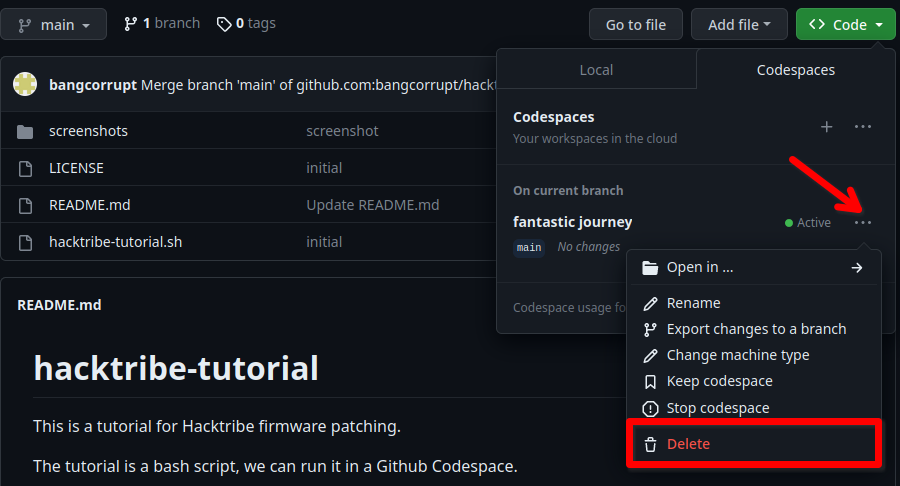 main
1 branch
0 tags
Go to file
Add file
Code
bangcorrupt Merge branch 'main' of github.com:bangcorrupt/hackt
screenshots screenshot
LICENSE initial
README.md Update README.md
hacktribe-tutorial.sh initial
Local
Codespaces
Codespaces
Your workspaces in the cloud
On current branch
fantastic journey
Active
main No changes
Codespace usage fo
Open in ...
Rename
Export changes to a branch
Change machine type
Keep codespace
Stop codespace
Delete
README.md
hacktribe-tutorial
This is a tutorial for Hacktribe firmware patching.
The tutorial is a bash script, we can run it in a Github Codespace.